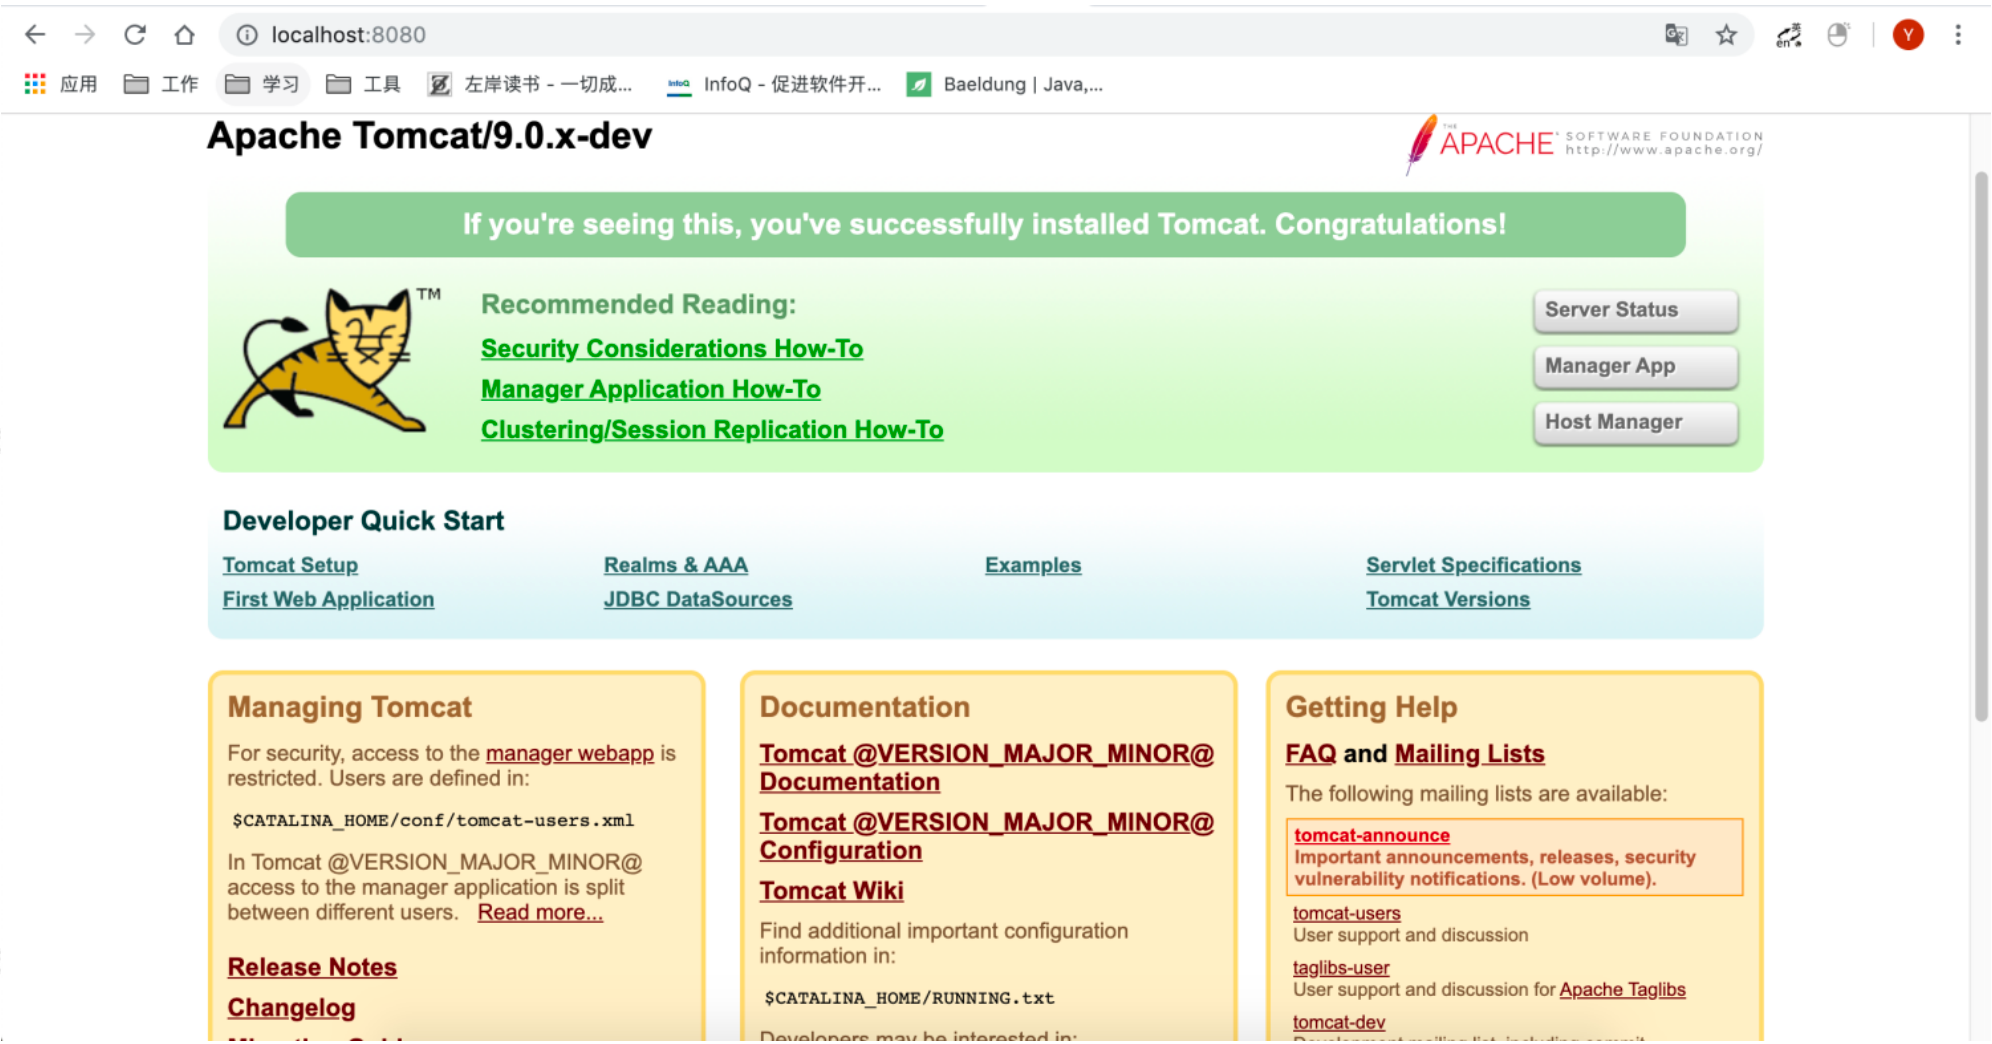 localhost:8080
应用 工作 学习 工具 左岸读书 - 一切成... InfoQ - 促进软件开... Baeldung | Java,...
Apache Tomcat/9.0.x-dev
THE APACHE SOFTWARE FOUNDATION
http://www.apache.org/
If you're seeing this, you've successfully installed Tomcat. Congratulations!
TM
Recommended Reading:
Security Considerations How-To
Manager Application How-To
Clustering/Session Replication How-To
Server Status
Manager App
Host Manager
Developer Quick Start
Tomcat Setup
First Web Application
Realms & AAA
JDBC DataSources
Examples
Servlet Specifications
Tomcat Versions
Managing Tomcat
For security, access to the manager webapp is
restricted. Users are defined in:
$CATALINA_HOME/conf/tomcat-users.xml
In Tomcat @VERSION_MAJOR_MINOR@
access to the manager application is split
between different users. Read more...
Release Notes
Changelog
Documentation
Tomcat @VERSION_MAJOR_MINOR@
Documentation
Tomcat @VERSION_MAJOR_MINOR@
Configuration
Tomcat Wiki
Find additional important configuration
information in:
$CATALINA_HOME/RUNNING.txt
Developers may be interested in:
Getting Help
FAQ and Mailing Lists
The following mailing lists are available:
tomcat-announce
Important announcements, releases, security
vulnerability notifications. (Low volume).
tomcat-users
User support and discussion
taglibs-user
User support and discussion for Apache Taglibs
tomcat-dev